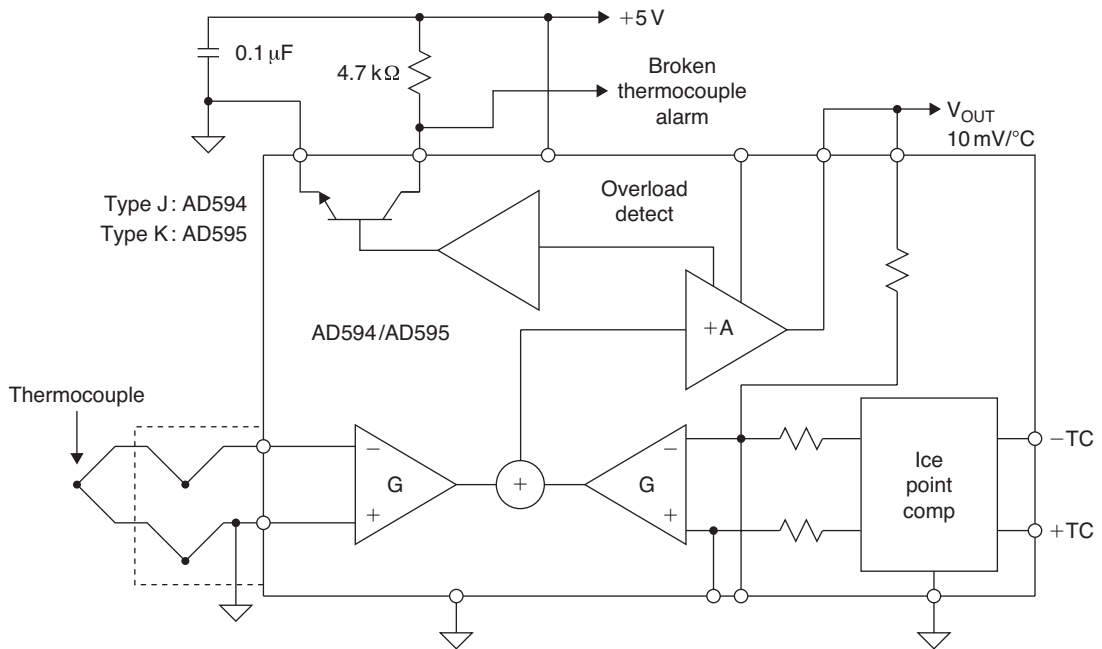 +5 V
0.1 µF
4.7 kΩ
Broken
thermocouple
alarm
V_OUT
10 mV/°C
Type J: AD594
Type K: AD595
Overload
detect
+A
AD594/AD595
Thermocouple
−
G
+
+
−
G
+
Ice
point
comp
−TC
+TC